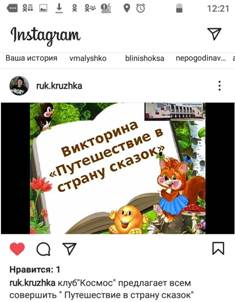 12:21
Instagram
Ваша история vmalyshko blinishoksa nepogodinav...
ruk.kruzhka
Викторина
«Путешествие в
страну сказок»
Нравится: 1
ruk.kruzhka клуб"Космос" предлагает всем
совершить " Путешествие в страну сказок"